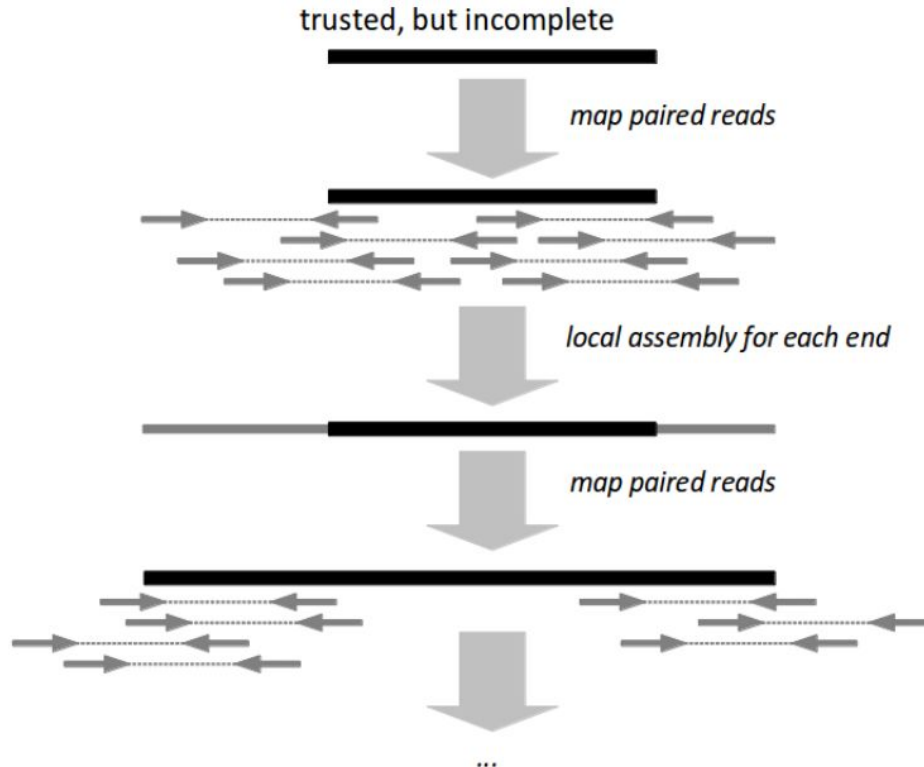 trusted, but incomplete
map paired reads
local assembly for each end
map paired reads
...